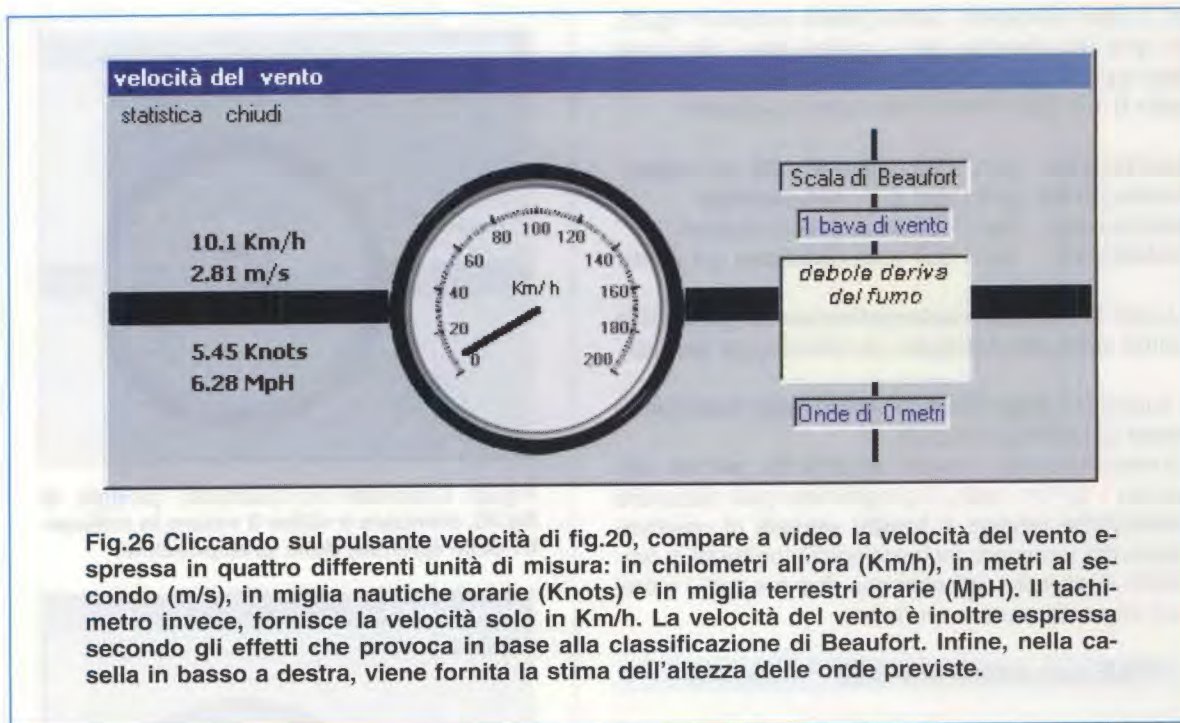 velocità del vento
statistica chiudi
10.1 Km/h
2.81 m/s
5.45 Knots
6.28 MpH
0
20
40
60
80
100
120
140
160
180
200
Km/h
Scala di Beaufort
1 bava di vento
debole deriva
del fumo
Onde di 0 metri
Fig.26 Cliccando sul pulsante velocità di fig.20, compare a video la velocità del vento e-
spressa in quattro differenti unità di misura: in chilometri all'ora (Km/h), in metri al se-
condo (m/s), in miglia nautiche orarie (Knots) e in miglia terrestri orarie (MpH). Il tachi-
metro invece, fornisce la velocità solo in Km/h. La velocità del vento è inoltre espressa
secondo gli effetti che provoca in base alla classificazione di Beaufort. Infine, nella ca-
sella in basso a destra, viene fornita la stima dell'altezza delle onde previste.